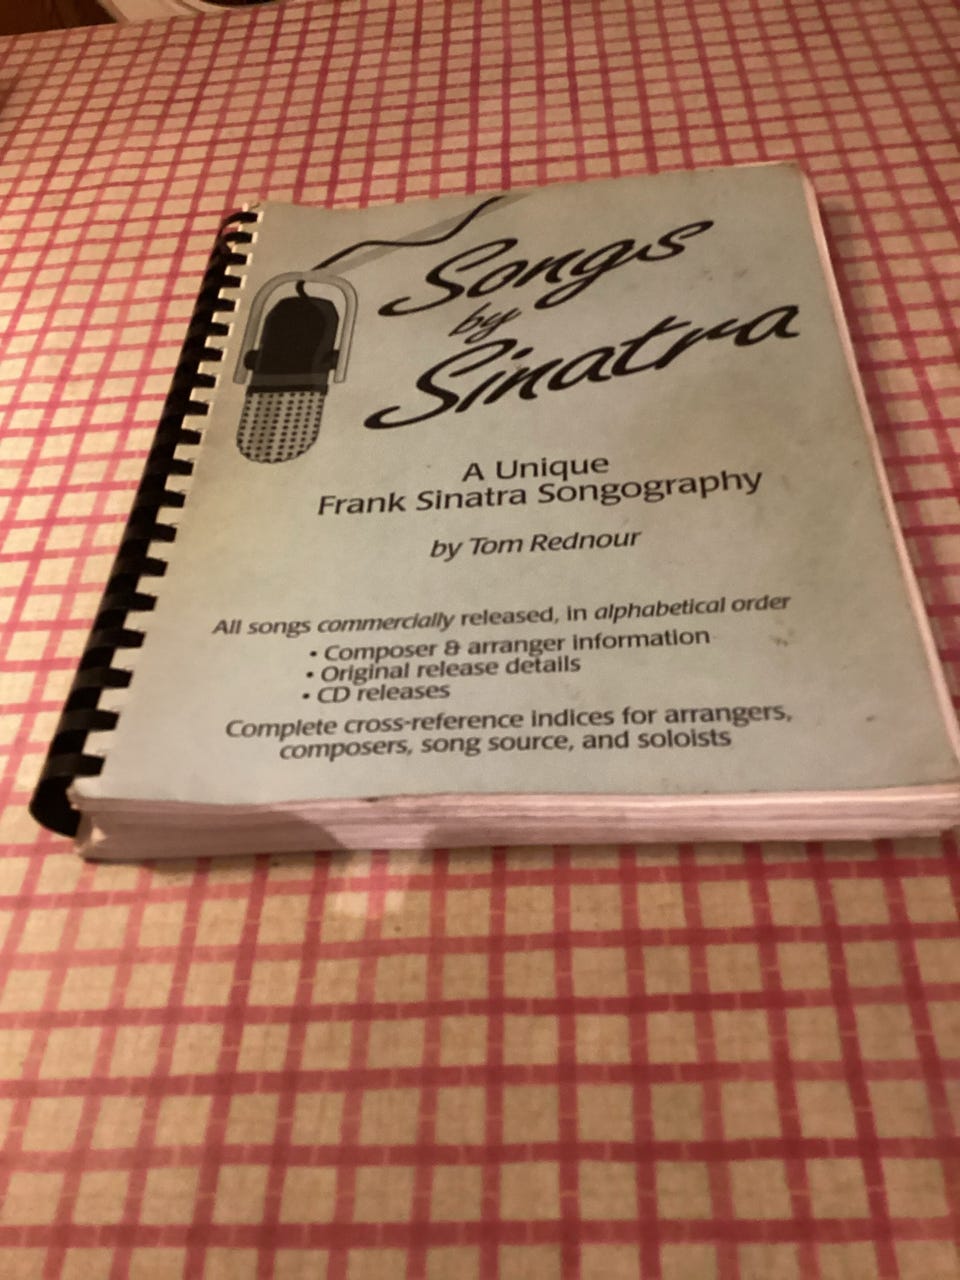 Songs
by
Sinatra
A Unique
Frank Sinatra Songography
by Tom Rednour
All songs commercially released, in alphabetical order
• Composer & arranger information
• Original release details
• CD releases
Complete cross-reference indices for arrangers,
composers, song source, and soloists